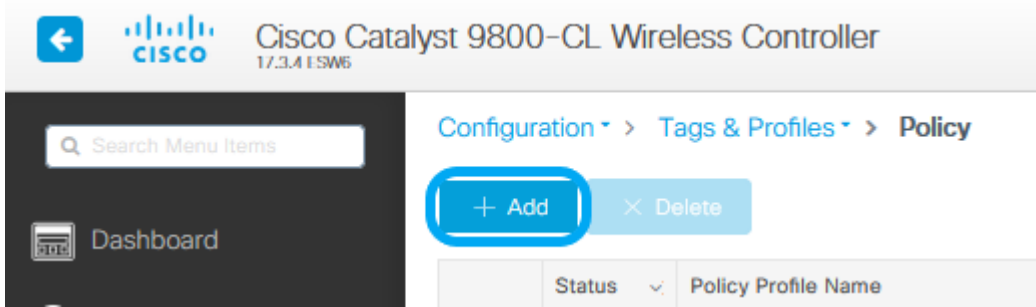 CISCO
Cisco Catalyst 9800-CL Wireless Controller
17.3.4 ESW6
Search Menu Items
Configuration > Tags & Profiles > Policy
+ Add × Delete
Dashboard
Status Policy Profile Name